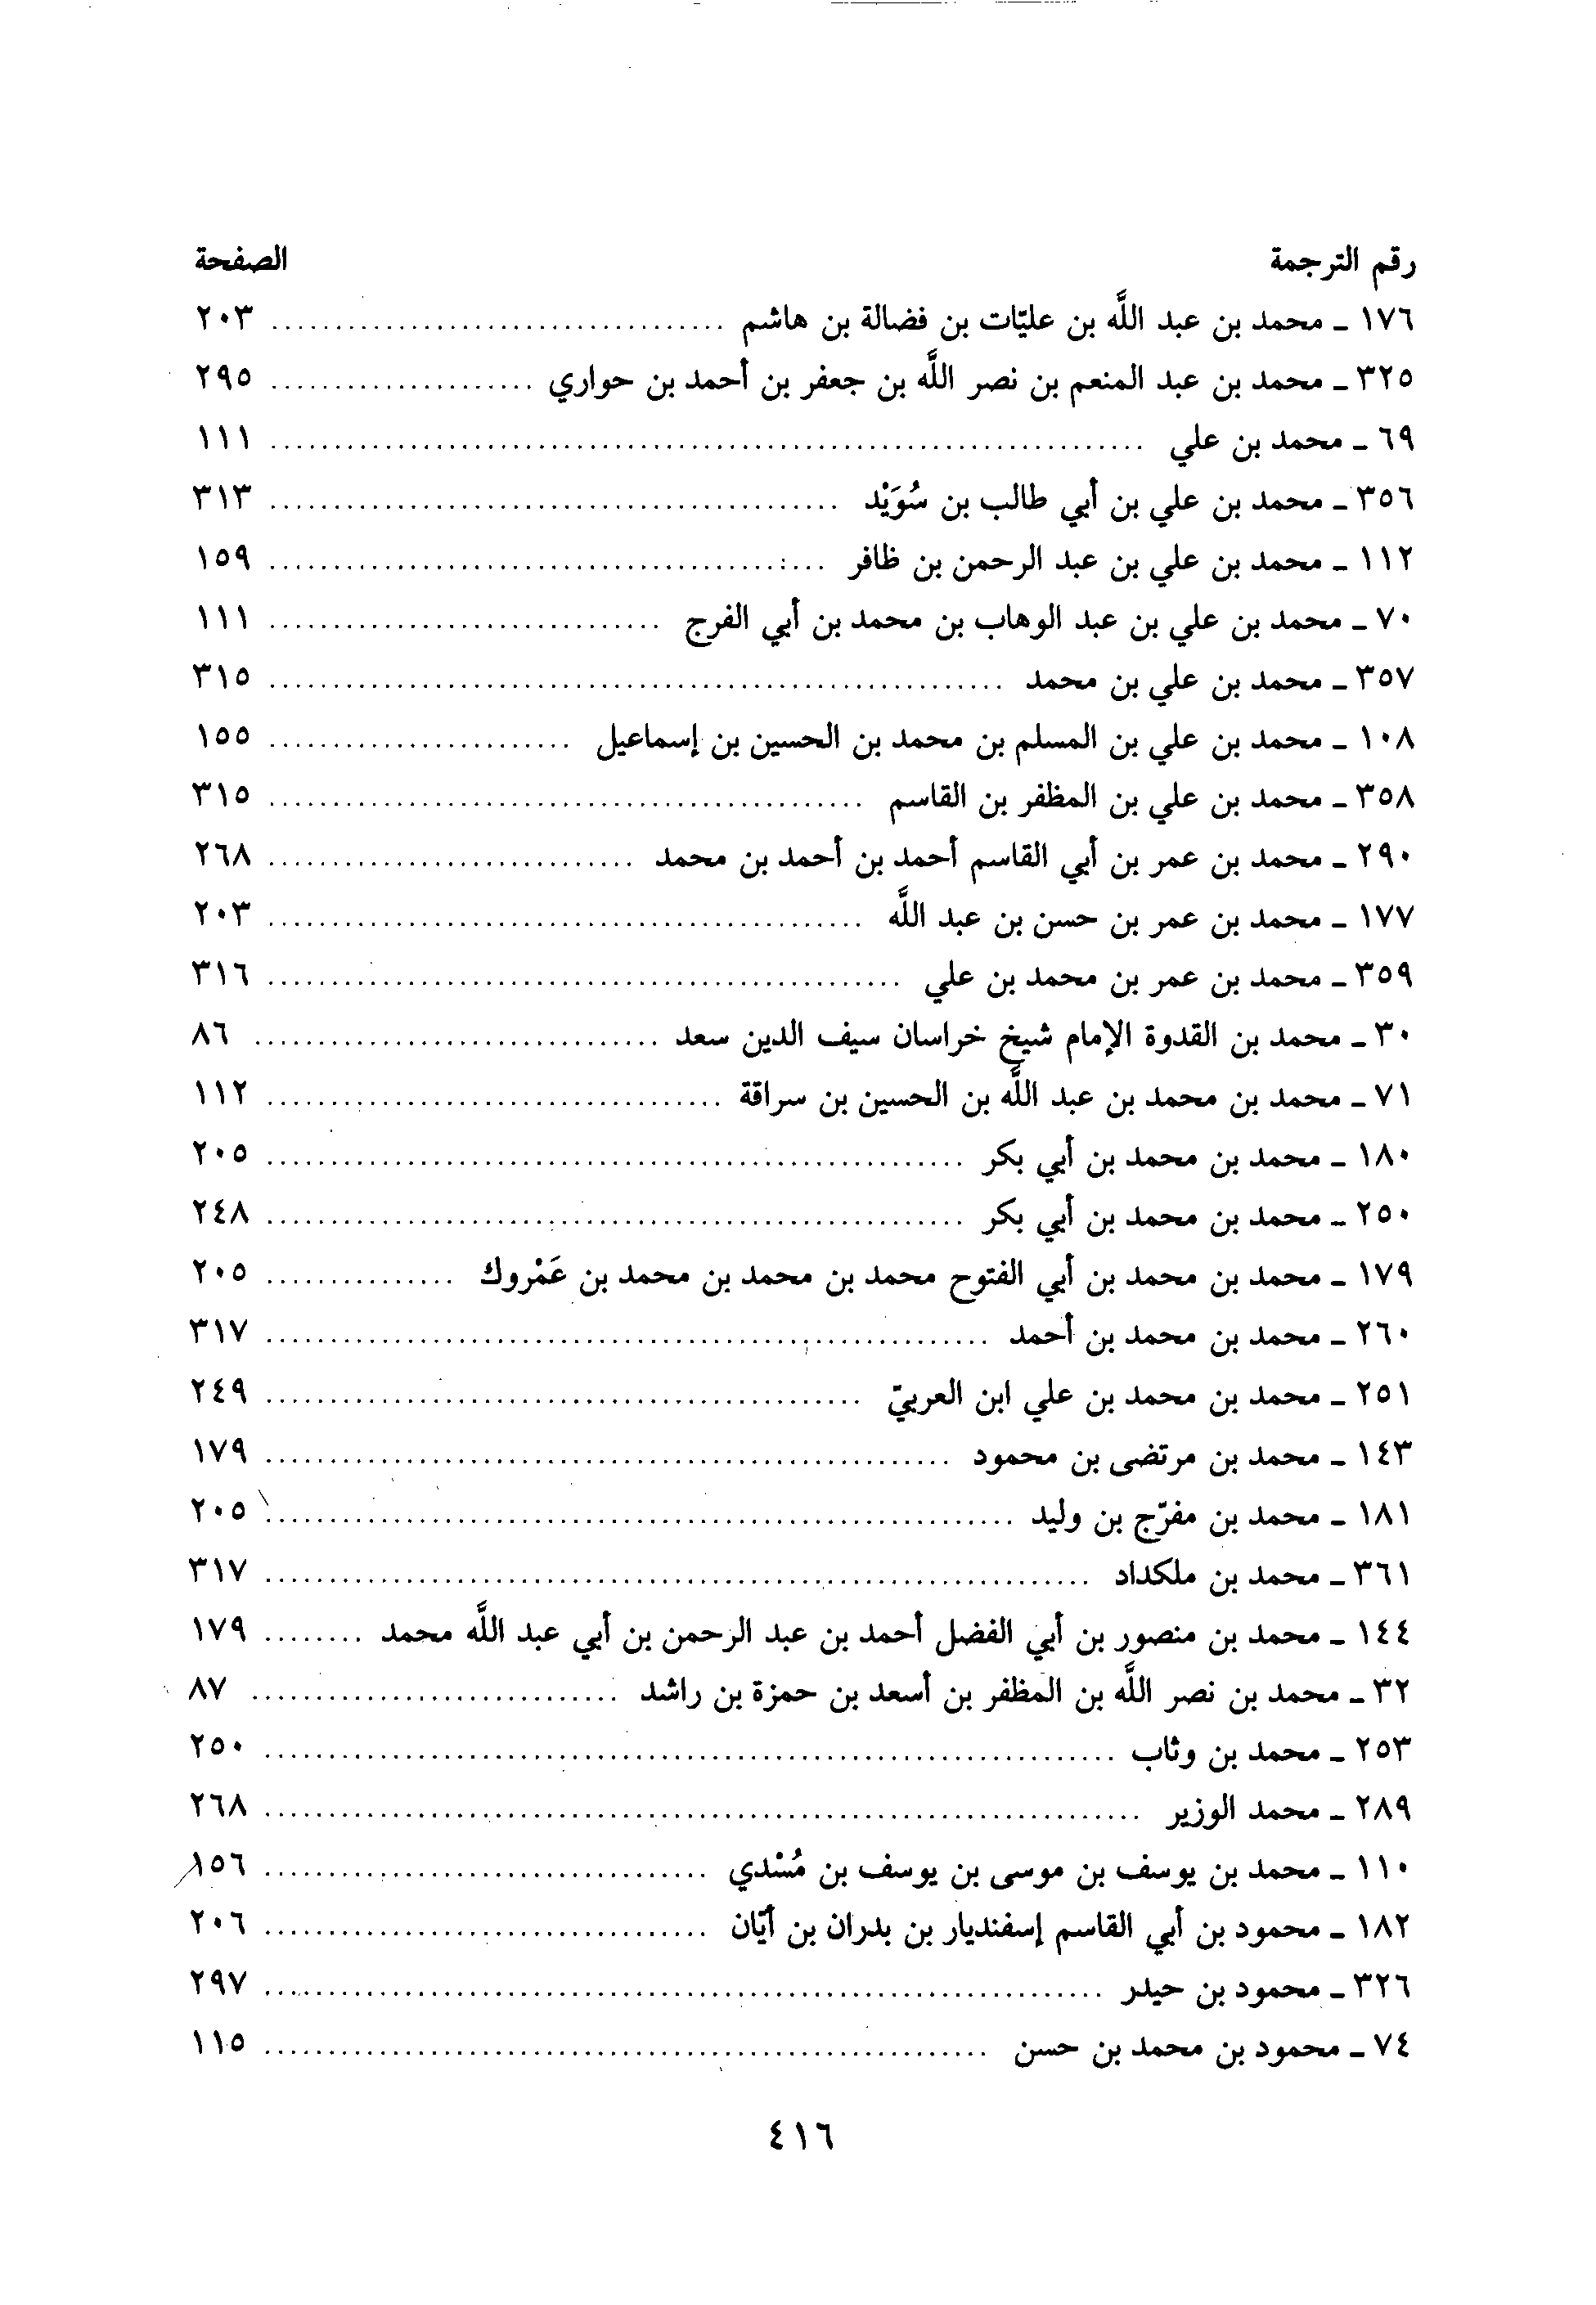 رقم الترجمة الصفحة
١٧٦ ـ محمد بن عبد اللَّه بن عليّات بن فضالة بن هاشم .................................... ٢٠٣
٣٢٥ ـ محمد بن عبد المنعم بن نصر اللَّه بن جعفر بن أحمد بن حواري ..................... ٢٩٥
٦٩ ـ محمد بن علي ..................................................................... ١١١
٣٥٦ ـ محمد بن علي بن أبي طالب بن سُوَيْد ............................................. ٣١٣
١١٢ ـ محمد بن علي بن عبد الرحمن بن ظافر ............................................ ١٥٩
٧٠ ـ محمد بن علي بن عبد الوهاب بن محمد بن أبي الفرج ............................... ١١١
٣٥٧ ـ محمد بن علي بن محمد .......................................................... ٣١٥
١٠٨ ـ محمد بن علي بن المسلم بن محمد بن الحسين بن إسماعيل ........................ ١٥٥
٣٥٨ ـ محمد بن علي بن المظفر بن القاسم ............................................... ٣١٥
٢٩٠ ـ محمد بن عمر بن أبي القاسم أحمد بن أحمد بن محمد ............................. ٢٦٨
١٧٧ ـ محمد بن عمر بن حسن بن عبد اللَّه ............................................... ٢٠٣
٣٥٩ ـ محمد بن عمر بن محمد بن علي .................................................. ٣١٦
٣٠ ـ محمد بن القدوة الإمام شيخ خراسان سيف الدين سعد ................................ ٨٦
٧١ ـ محمد بن محمد بن عبد اللَّه بن الحسين بن سراقة .................................... ١١٢
١٨٠ ـ محمد بن محمد بن أبي بكر ....................................................... ٢٠٥
٢٥٠ ـ محمد بن محمد بن أبي بكر ....................................................... ٢٤٨
١٧٩ ـ محمد بن محمد بن أبي الفتوح محمد بن محمد بن محمد بن عَمْروك ............... ٢٠٥
٢٦٠ ـ محمد بن محمد بن أحمد ......................................................... ٣١٧
٢٥١ ـ محمد بن محمد بن علي ابن العربيّ ............................................... ٢٤٩
١٤٣ ـ محمد بن مرتضى بن محمود ...................................................... ١٧٩
١٨١ ـ محمد بن مفرّج بن وليد ........................................................... ٢٠٥
٣٦١ ـ محمد بن ملكداد ................................................................. ٣١٧
١٤٤ ـ محمد بن منصور بن أبي الفضل أحمد بن عبد الرحمن بن أبي عبد اللَّه محمد ........ ١٧٩
٣٢ ـ محمد بن نصر اللَّه بن المظفر بن أسعد بن حمزة بن راشد ............................. ٨٧
٢٥٣ ـ محمد بن وثاب ................................................................... ٢٥٠
٢٨٩ ـ محمد الوزير ..................................................................... ٢٦٨
١١٠ ـ محمد بن يوسف بن موسى بن يوسف بن مُسْدي ................................... ١٥٦
١٨٢ ـ محمود بن أبي القاسم إسفنديار بن بدران بن أيّان ................................... ٢٠٦
٣٢٦ ـ محمود بن حيدر .................................................................. ٢٩٧
٧٤ ـ محمود بن محمد بن حسن ......................................................... ١١٥
٤١٦